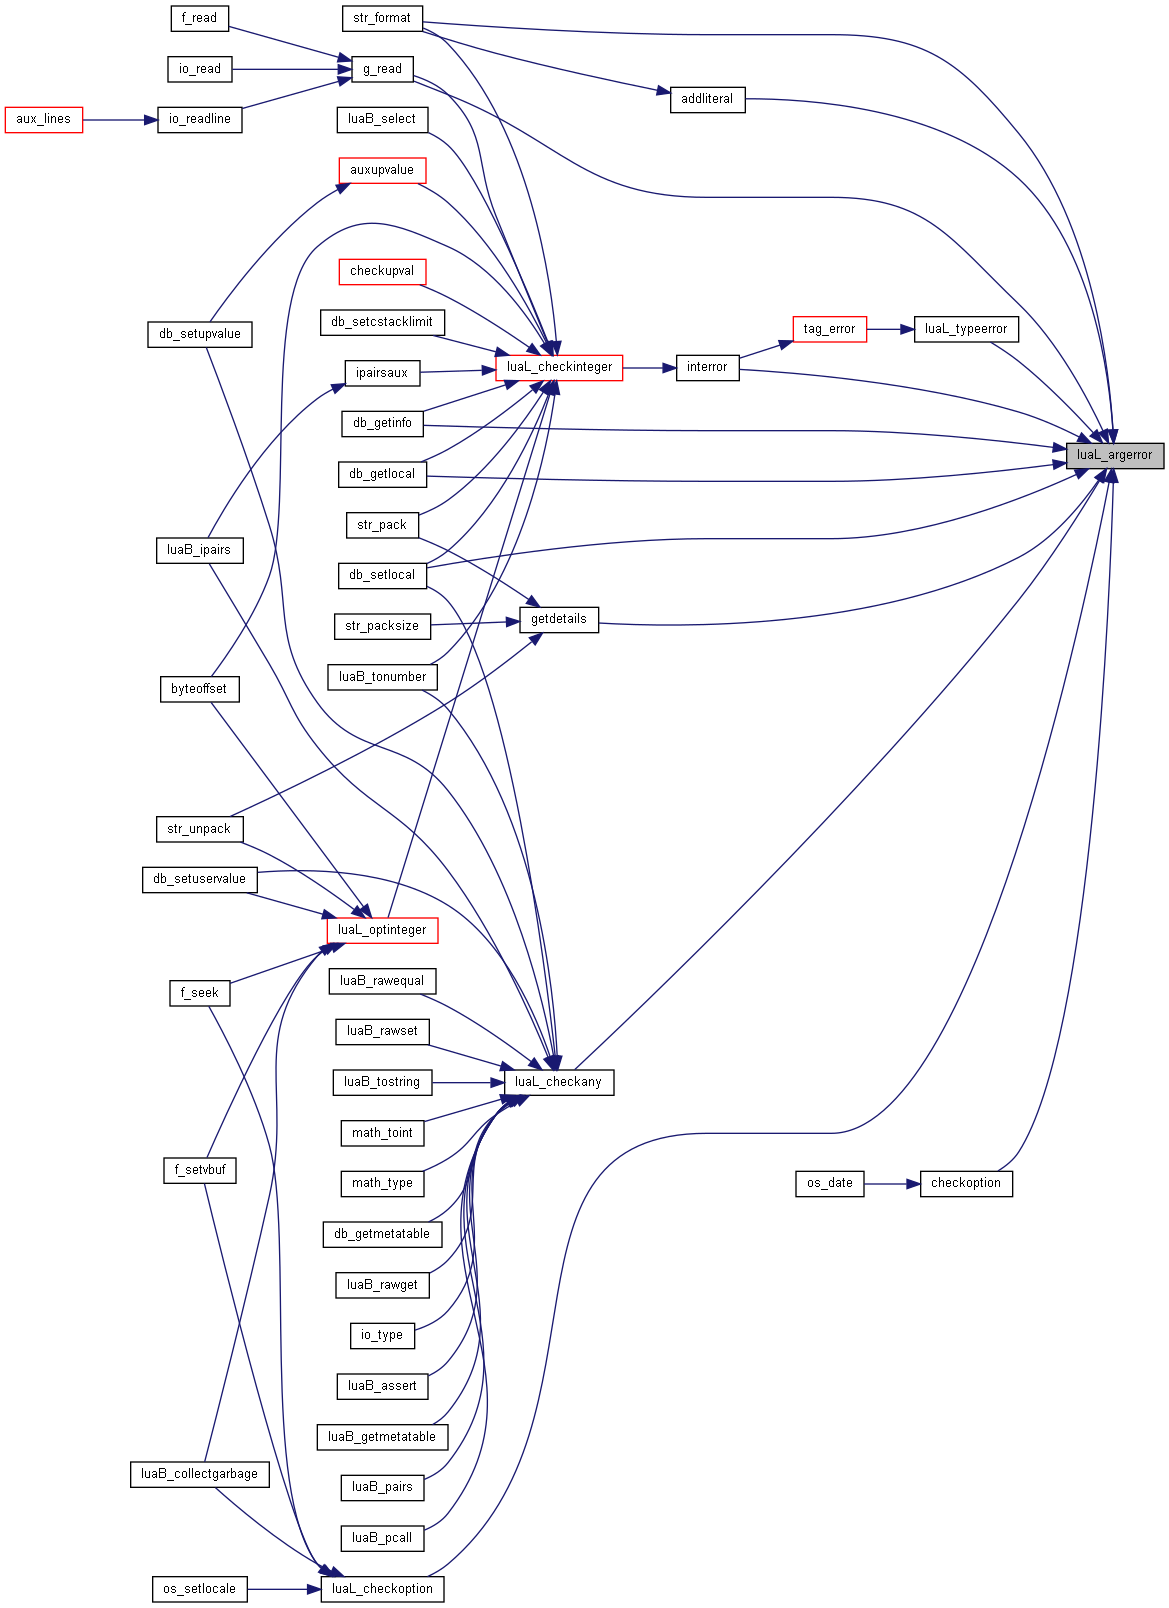 f_read
str_format
io_read
g_read
addliteral
aux_lines
io_readline
luaB_select
auxupvalue
checkupval
db_setupvalue
db_setcstacklimit
tag_error
luaL_typeerror
ipairsaux
luaL_checkinteger
interror
db_getinfo
luaL_argerror
db_getlocal
str_pack
luaB_ipairs
db_setlocal
str_packsize
getdetails
luaB_tonumber
byteoffset
str_unpack
db_setuservalue
luaL_optinteger
luaB_rawequal
f_seek
luaB_rawset
luaB_tostring
luaL_checkany
math_toint
f_setvbuf
math_type
os_date
checkoption
db_getmetatable
luaB_rawget
io_type
luaB_assert
luaB_getmetatable
luaB_collectgarbage
luaB_pairs
luaB_pcall
os_setlocale
luaL_checkoption